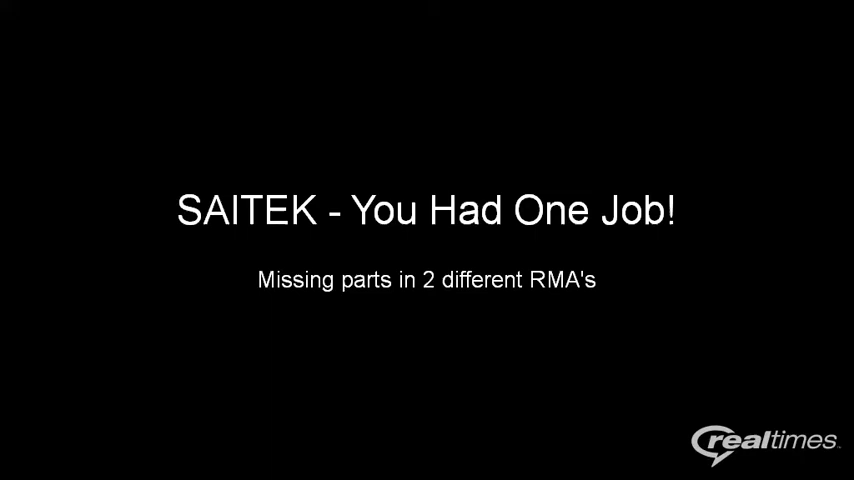 SAITEK - You Had One Job!
Missing parts in 2 different RMA's
realtimes